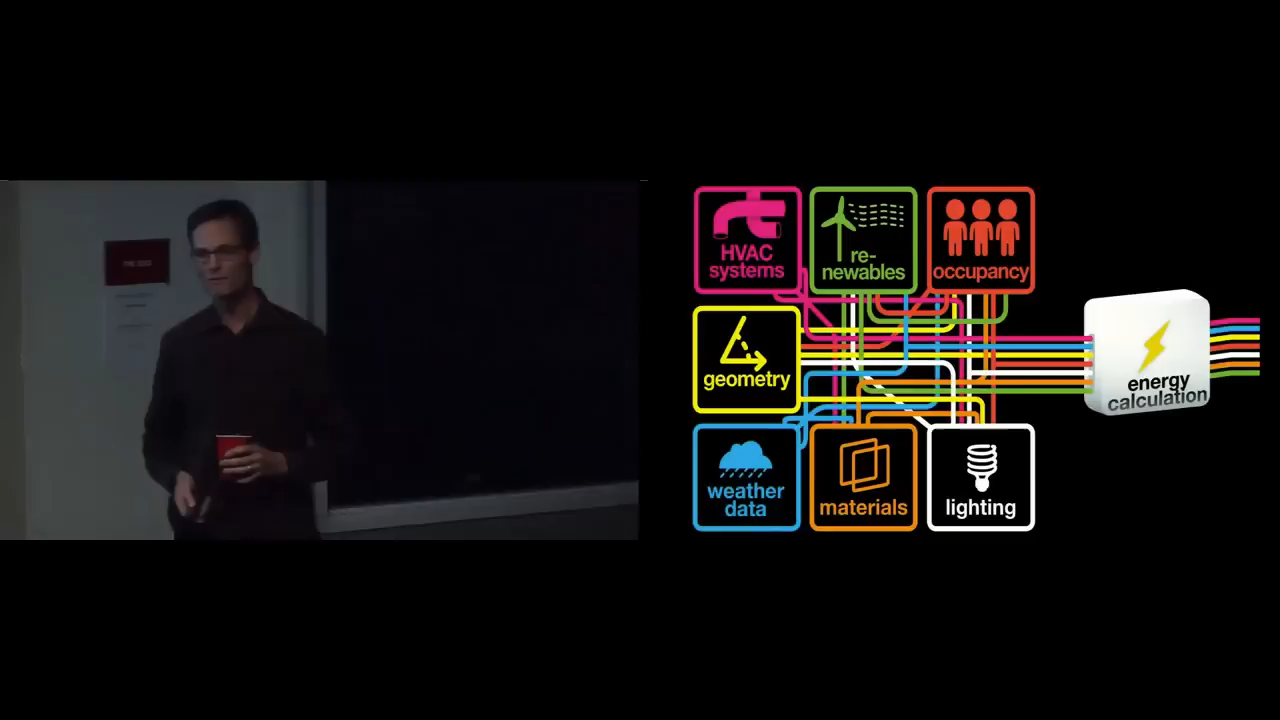 HVAC
systems
re-
newables
occupancy
geometry
energy
calculation
weather
data
materials
lighting